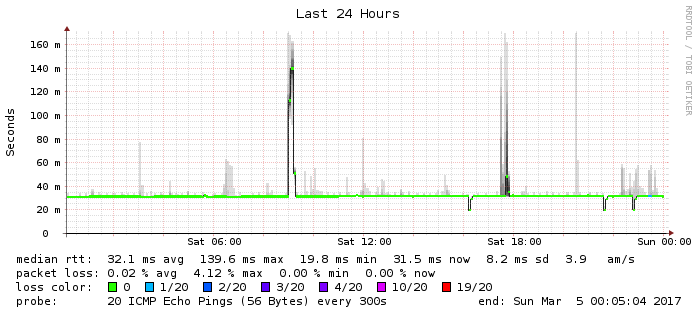 Last 24 Hours
RRDTOOL / TOBI OETIKER
Seconds
160 m
140 m
120 m
100 m
80 m
60 m
40 m
20 m
0
Sat 06:00 Sat 12:00 Sat 18:00 Sun 00:00
median rtt: 32.1 ms avg 139.6 ms max 19.8 ms min 31.5 ms now 8.2 ms sd 3.9 am/s
packet loss: 0.02 % avg 4.12 % max 0.00 % min 0.00 % now
loss color: 0 1/20 2/20 3/20 4/20 10/20 19/20
probe: 20 ICMP Echo Pings (56 Bytes) every 300s end: Sun Mar 5 00:05:04 2017